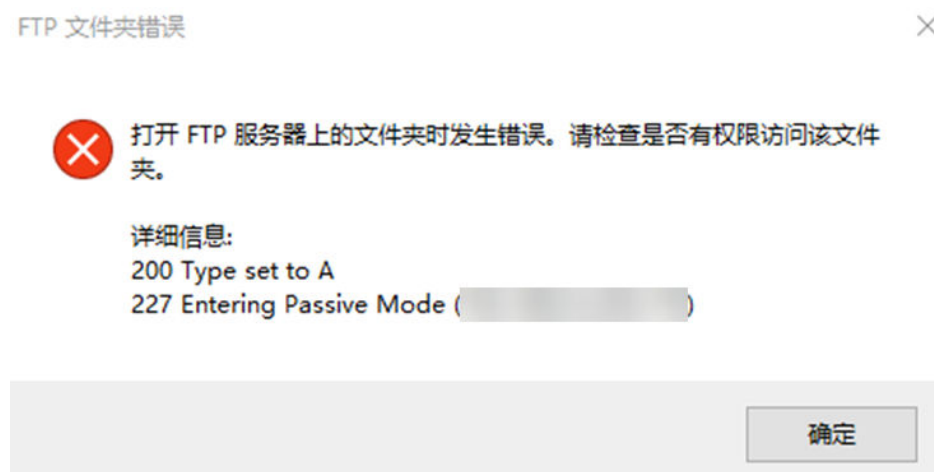 FTP 文件夹错误
打开 FTP 服务器上的文件夹时发生错误。请检查是否有权限访问该文件
夹。
详细信息:
200 Type set to A
227 Entering Passive Mode ( )
确定